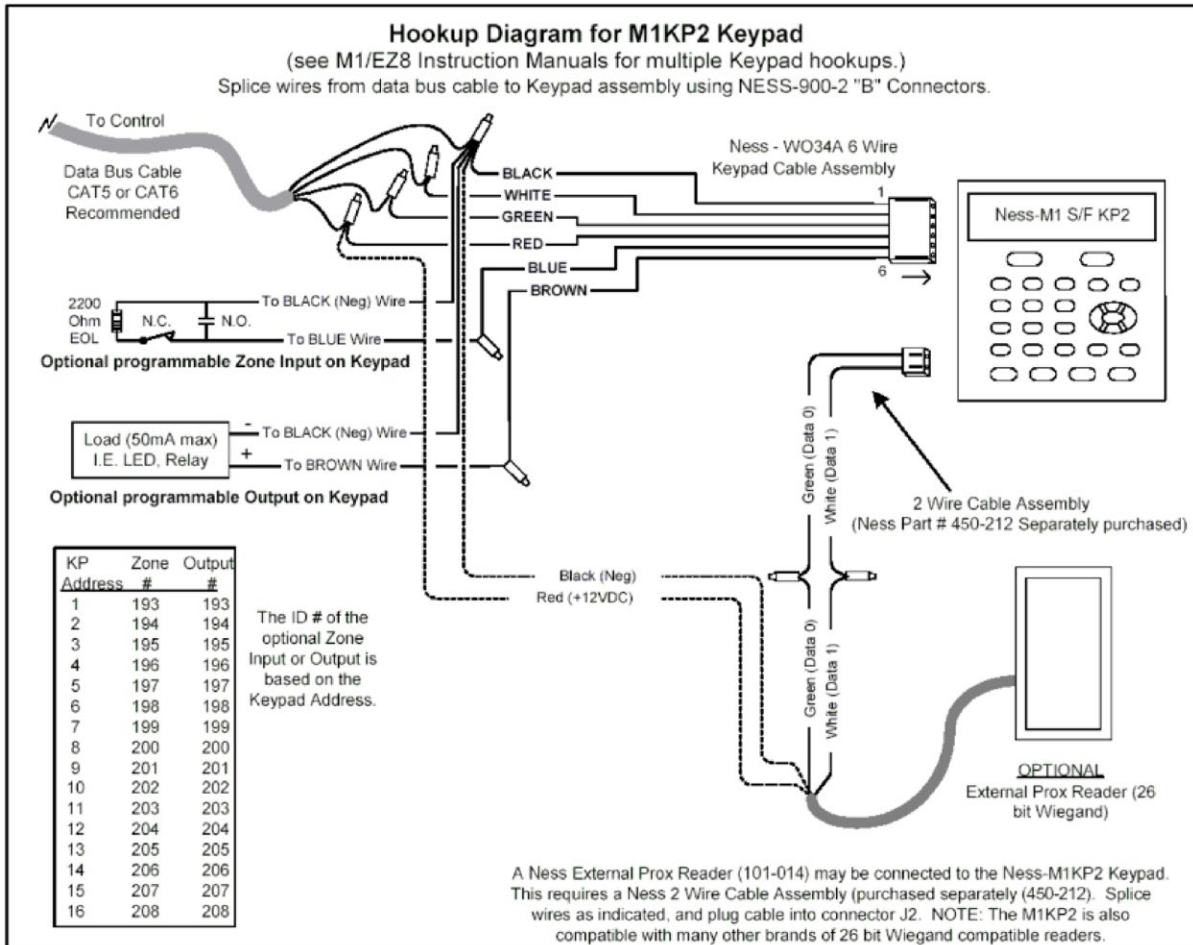 Hookup Diagram for M1KP2 Keypad
(see M1/EZ8 Instruction Manuals for multiple Keypad hookups.)
Splice wires from data bus cable to Keypad assembly using NESS-900-2 "B" Connectors.
To Control
Data Bus Cable
CAT5 or CAT6
Recommended
Ness - WO34A 6 Wire
Keypad Cable Assembly
BLACK
WHITE
GREEN
RED
BLUE
BROWN
1
6
Ness-M1 S/F KP2
2200
Ohm
EOL
N.C.
N.O.
To BLACK (Neg) Wire
To BLUE Wire
Optional programmable Zone Input on Keypad
Load (50mA max)
I.E. LED, Relay
-
+
To BLACK (Neg) Wire
To BROWN Wire
Optional programmable Output on Keypad
Green (Data 0)
White (Data 1)
2 Wire Cable Assembly
(Ness Part # 450-212 Separately purchased)
Black (Neg)
Red (+12VDC)
Green (Data 0)
White (Data 1)
KP Zone Output
Address # #
1 193 193
2 194 194
3 195 195
4 196 196
5 197 197
6 198 198
7 199 199
8 200 200
9 201 201
10 202 202
11 203 203
12 204 204
13 205 205
14 206 206
15 207 207
16 208 208
The ID # of the
optional Zone
Input or Output is
based on the
Keypad Address.
OPTIONAL
External Prox Reader (26
bit Wiegand)
A Ness External Prox Reader (101-014) may be connected to the Ness-M1KP2 Keypad.
This requires a Ness 2 Wire Cable Assembly (purchased separately (450-212). Splice
wires as indicated, and plug cable into connector J2. NOTE: The M1KP2 is also
compatible with many other brands of 26 bit Wiegand compatible readers.